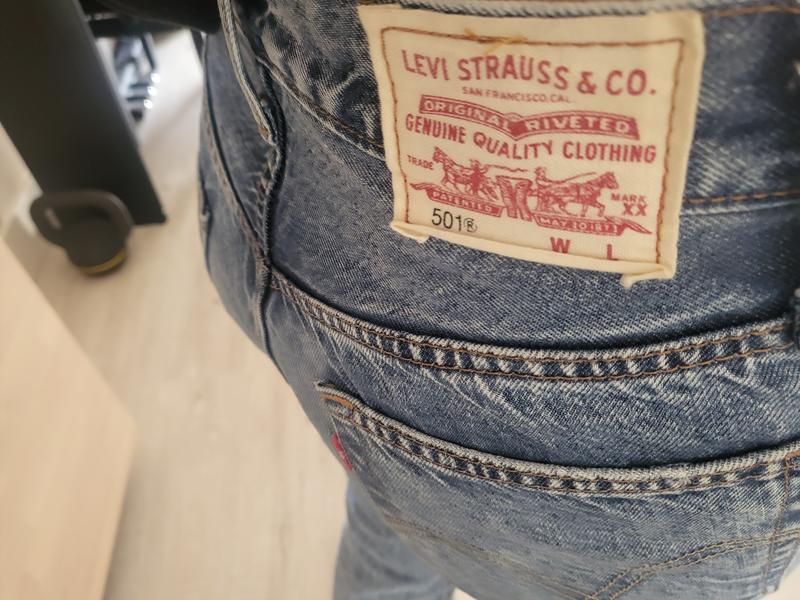 LEVI STRAUSS & CO.
SAN FRANCISCO, CAL.
ORIGINAL RIVETED
GENUINE QUALITY CLOTHING
TRADE MARK
PATENTED MAY 20 1873
501® XX
W L